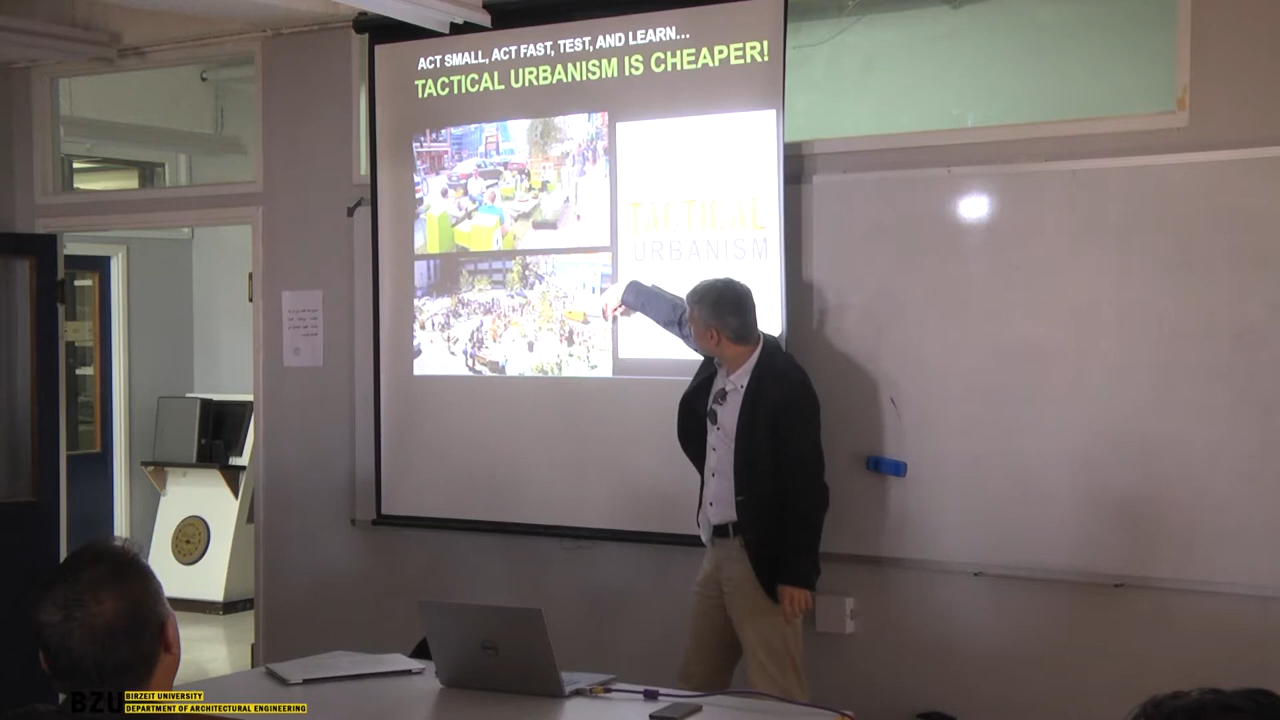 ACT SMALL, ACT FAST, TEST, AND LEARN...
TACTICAL URBANISM IS CHEAPER!
TACTICAL
URBANISM
DELL
BZU
BIRZEIT UNIVERSITY
DEPARTMENT OF ARCHITECTURAL ENGINEERING